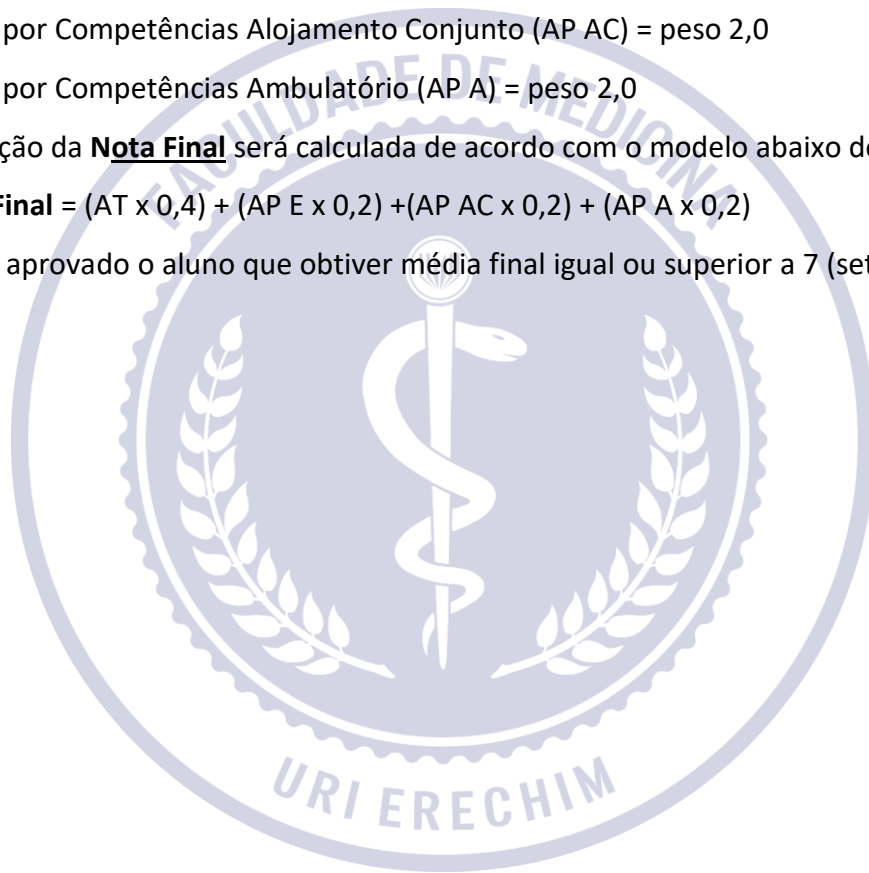 por Competências Alojamento Conjunto (AP AC) = peso 2,0
por Competências Ambulatório (AP A) = peso 2,0
ção da Nota Final será calculada de acordo com o modelo abaixo de
Final = (AT x 0,4) + (AP E x 0,2) +(AP AC x 0,2) + (AP A x 0,2)
aprovado o aluno que obtiver média final igual ou superior a 7 (set
FACULDADE DE MEDICINA
URI ERECHIM